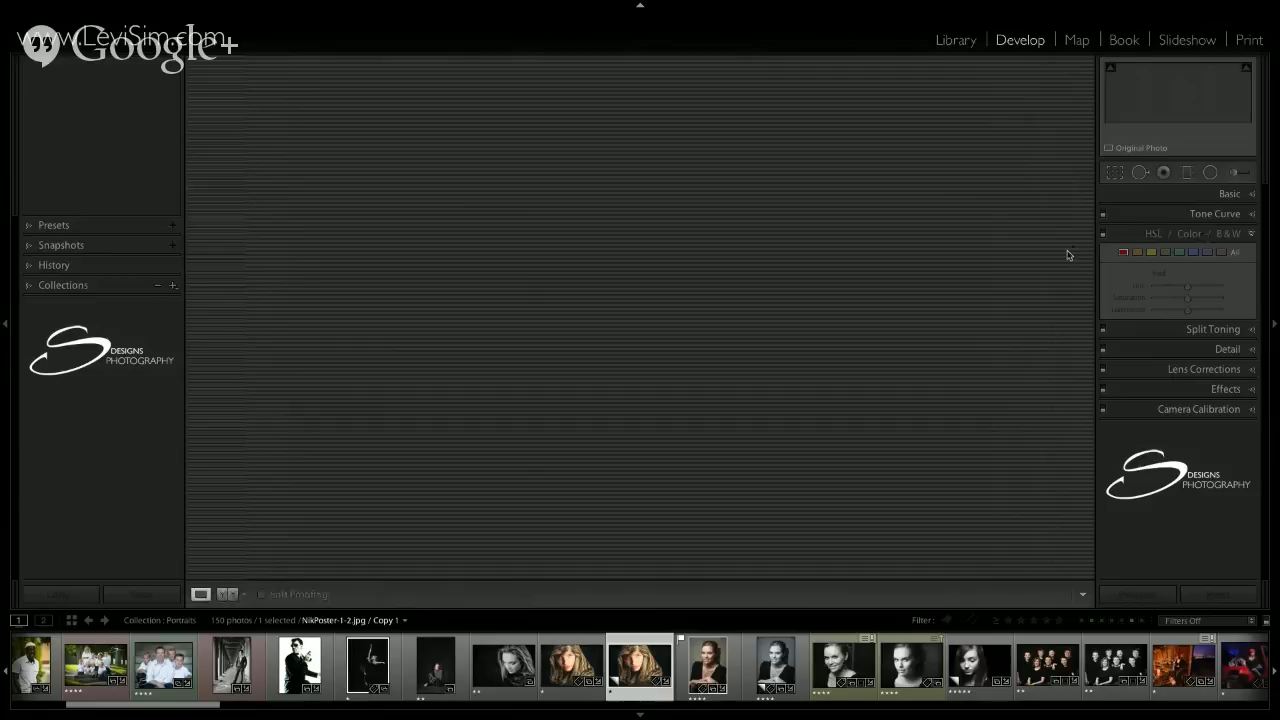 www.LeviSim.com
Google+
Library Develop Map Book Slideshow Print
Original Photo
Basic
Presets
Tone Curve
Snapshots
HSL / Color / B & W
History
All
Collections
Split Toning
DESIGNS
PHOTOGRAPHY
Detail
Lens Corrections
Effects
Camera Calibration
DESIGNS
PHOTOGRAPHY
Soft Proofing
1 2 Collection : Portraits 150 photos / 1 selected / NikPoster-1-2.jpg / Copy 1 Filter : Filters Off